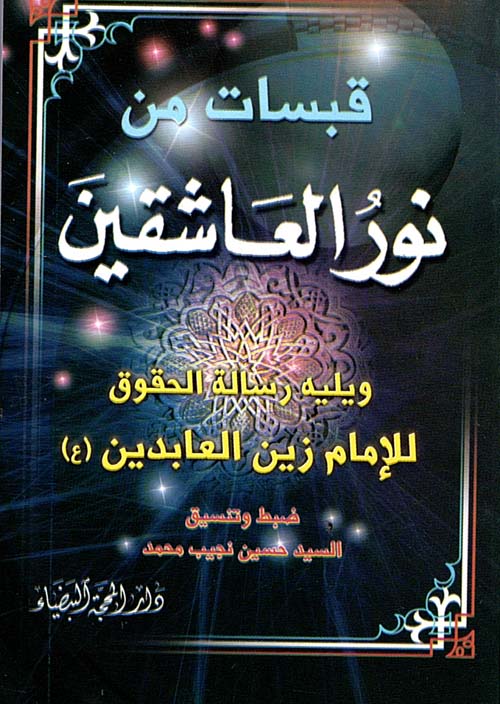 قبسات من
نورُ العَاشقينَ
ويليه رسالة الحقوق
للإمام زين العابدين (ع)
ضبط وتنسيق
السيد حسين نجيب محمد
دار المحجة البيضاء